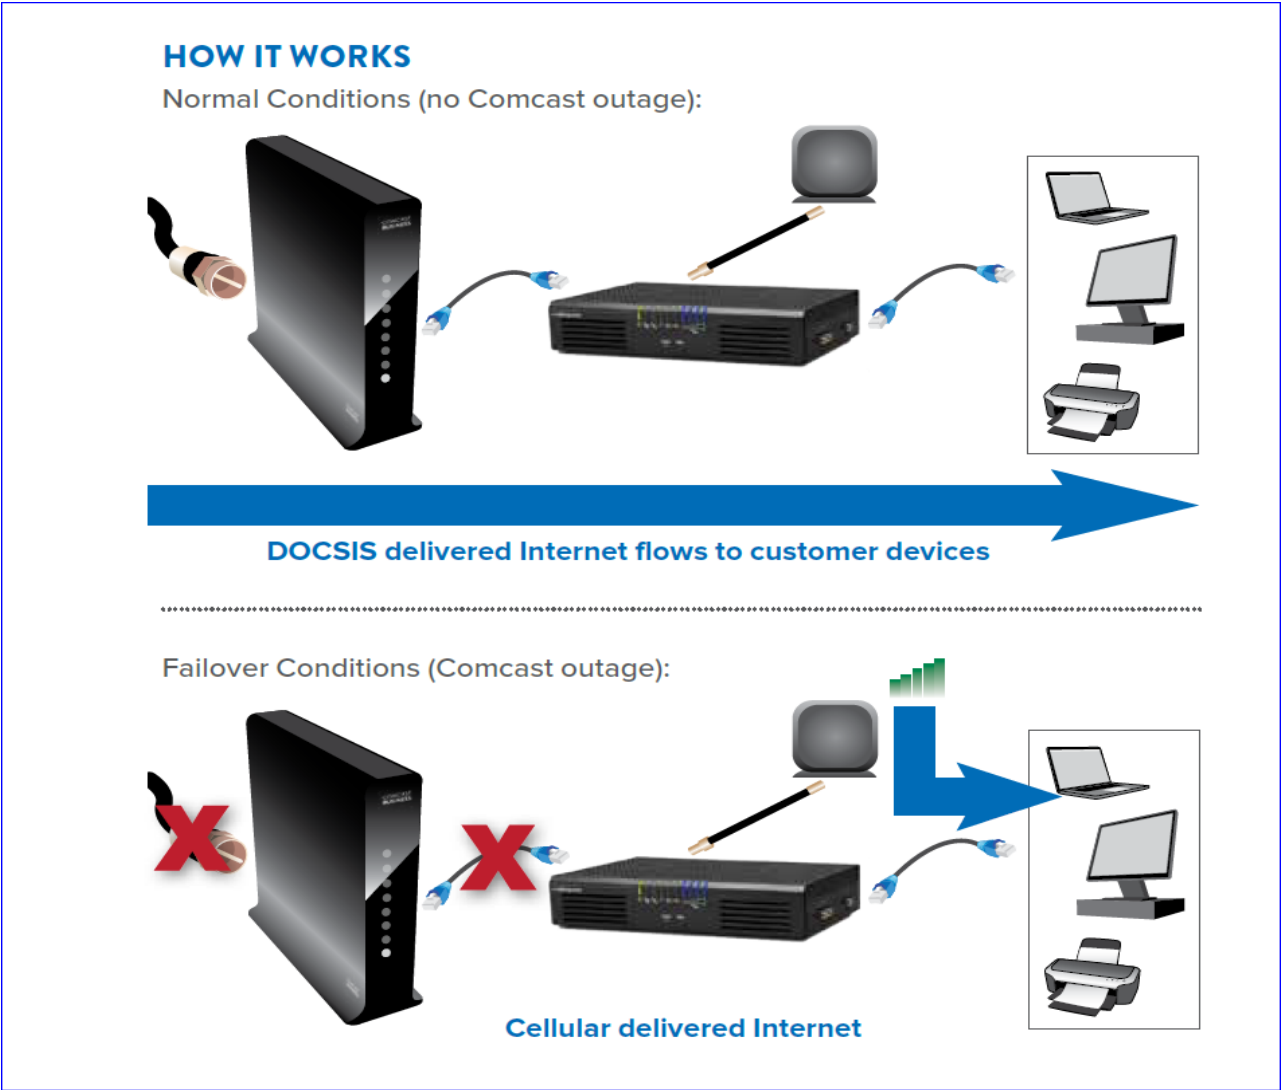 HOW IT WORKS
Normal Conditions (no Comcast outage):
COMCAST
BUSINESS
DOCSIS delivered Internet flows to customer devices
Failover Conditions (Comcast outage):
COMCAST
BUSINESS
Cellular delivered Internet